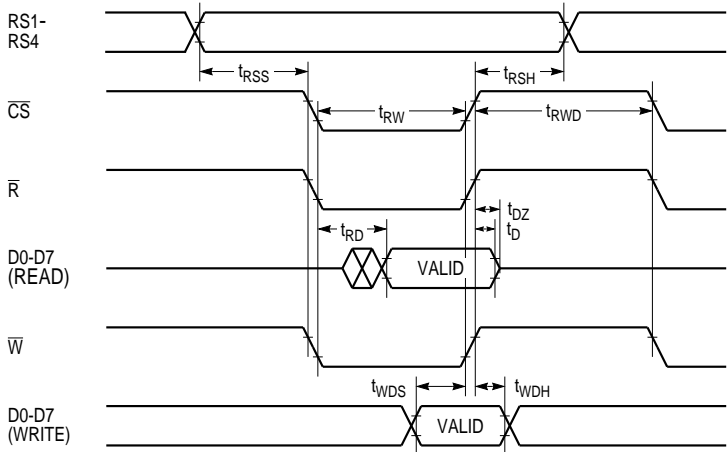 RS1-
RS4
tRSS
tRSH
CS
tRW
tRWD
R
tDZ
tD
tRD
D0-D7
(READ)
VALID
W
tWDS
tWDH
D0-D7
(WRITE)
VALID